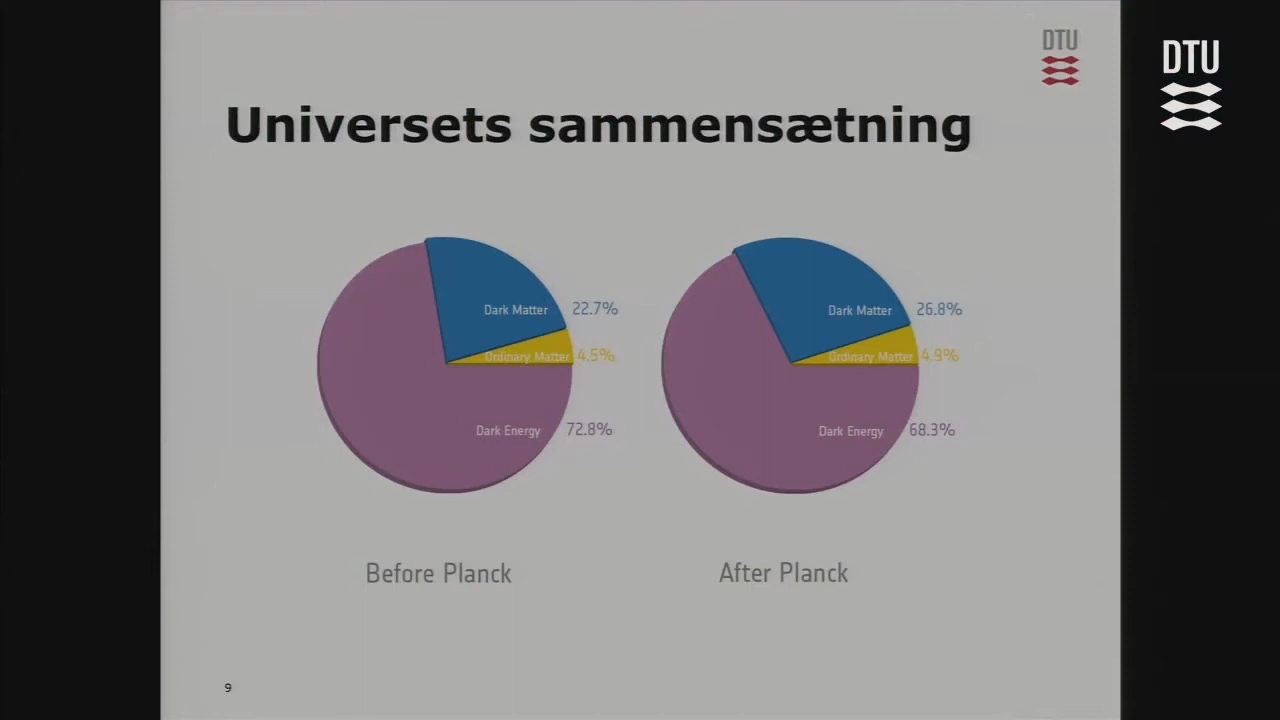 DTU
DTU
Universets sammensætning
Dark Matter 22.7%
Ordinary Matter 4.5%
Dark Energy 72.8%
Before Planck
Dark Matter 26.8%
Ordinary Matter 4.9%
Dark Energy 68.3%
After Planck
9